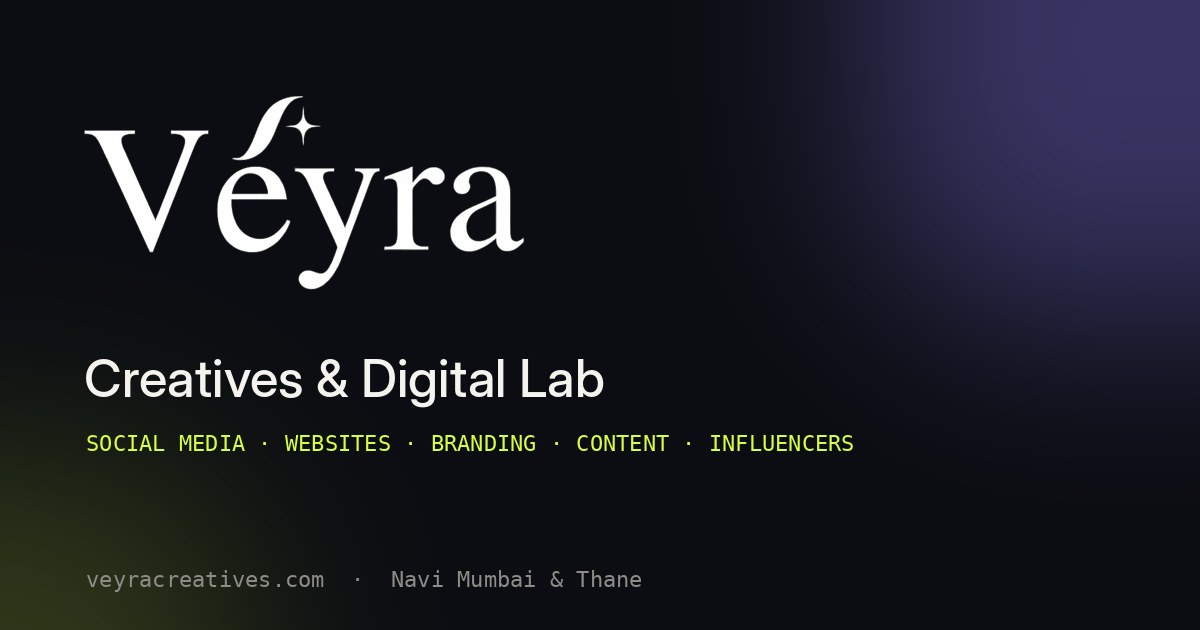 Véyra
Creatives & Digital Lab
SOCIAL MEDIA · WEBSITES · BRANDING · CONTENT · INFLUENCERS
veyracreatives.com · Navi Mumbai & Thane